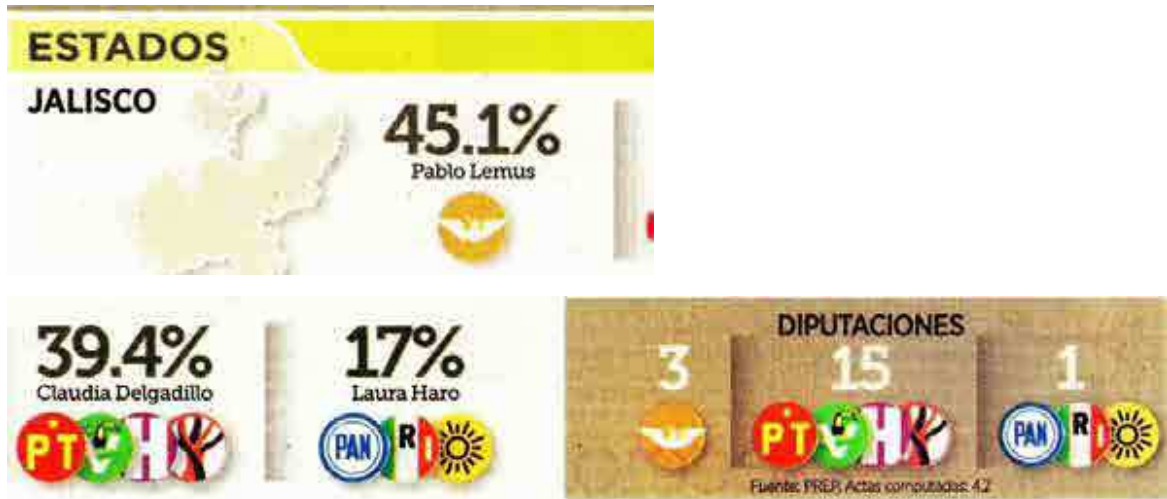 ESTADOS
JALISCO
45.1%
Pablo Lemus
39.4%
Claudia Delgadillo
PT
17%
Laura Haro
PAN
R
DIPUTACIONES
3
15
1
PT
PAN
R
Fuente: PREP, Actas computadas: 42